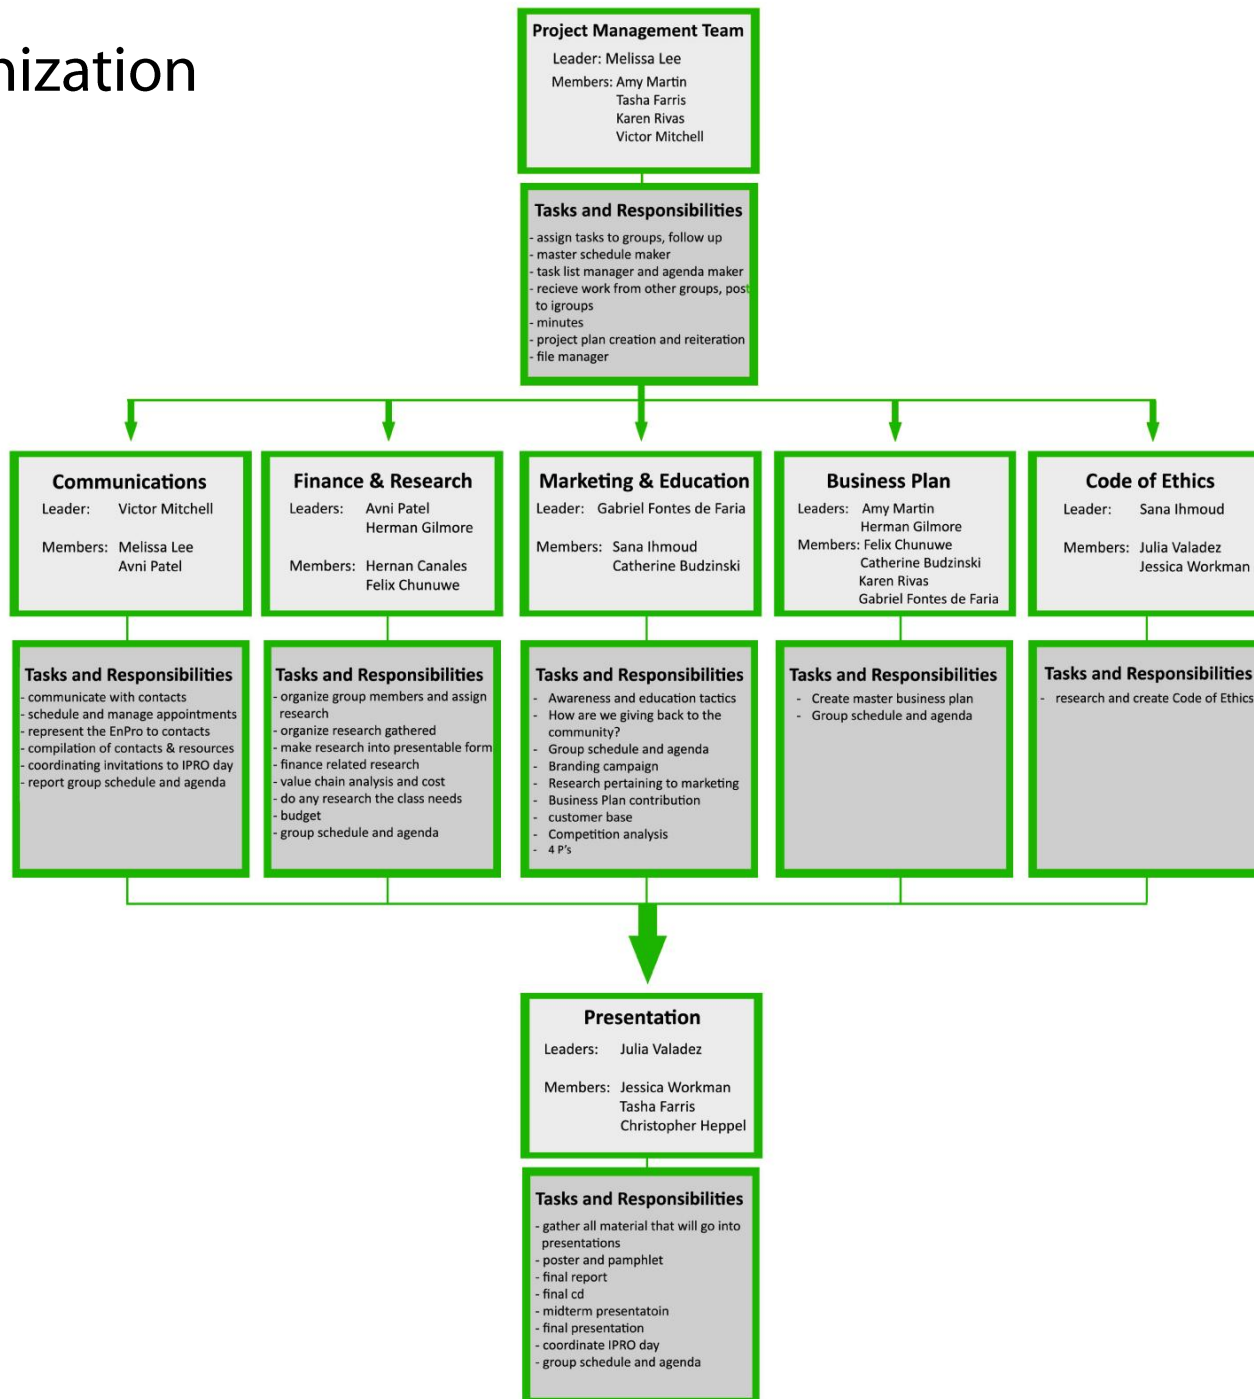 nization
Project Management Team
Leader: Melissa Lee
Members: Amy Martin
Tasha Farris
Karen Rivas
Victor Mitchell
Tasks and Responsibilities
- assign tasks to groups, follow up
- master schedule maker
- task list manager and agenda maker
- recieve work from other groups, post
to igroups
- minutes
- project plan creation and reiteration
- file manager
Communications
Leader: Victor Mitchell
Members: Melissa Lee
Avni Patel
Tasks and Responsibilities
- communicate with contacts
- schedule and manage appointments
- represent the EnPro to contacts
- compilation of contacts & resources
- coordinating invitations to IPRO day
- report group schedule and agenda
Finance & Research
Leaders: Avni Patel
Herman Gilmore
Members: Hernan Canales
Felix Chunuwe
Tasks and Responsibilities
- organize group members and assign
research
- organize research gathered
- make research into presentable form
- finance related research
- value chain analysis and cost
- do any research the class needs
- budget
- group schedule and agenda
Marketing & Education
Leader: Gabriel Fontes de Faria
Members: Sana Ihmoud
Catherine Budzinski
Tasks and Responsibilities
- Awareness and education tactics
- How are we giving back to the
community?
- Group schedule and agenda
- Branding campaign
- Research pertaining to marketing
- Business Plan contribution
- customer base
- Competition analysis
- 4 P's
Business Plan
Leaders: Amy Martin
Herman Gilmore
Members: Felix Chunuwe
Catherine Budzinski
Karen Rivas
Gabriel Fontes de Faria
Tasks and Responsibilities
- Create master business plan
- Group schedule and agenda
Code of Ethics
Leader: Sana Ihmoud
Members: Julia Valadez
Jessica Workman
Tasks and Responsibilities
- research and create Code of Ethics
Presentation
Leaders: Julia Valadez
Members: Jessica Workman
Tasha Farris
Christopher Heppel
Tasks and Responsibilities
- gather all material that will go into
presentations
- poster and pamphlet
- final report
- final cd
- midterm presentatoin
- final presentation
- coordinate IPRO day
- group schedule and agenda